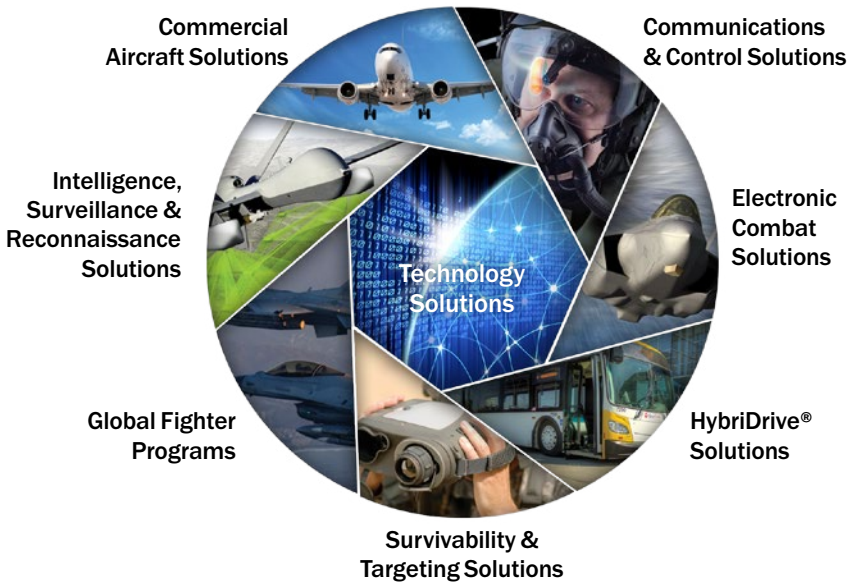 Commercial
Aircraft Solutions
Communications
& Control Solutions
Intelligence,
Surveillance &
Reconnaissance
Solutions
Electronic
Combat
Solutions
Technology
Solutions
Global Fighter
Programs
HybriDrive®
Solutions
Survivability &
Targeting Solutions